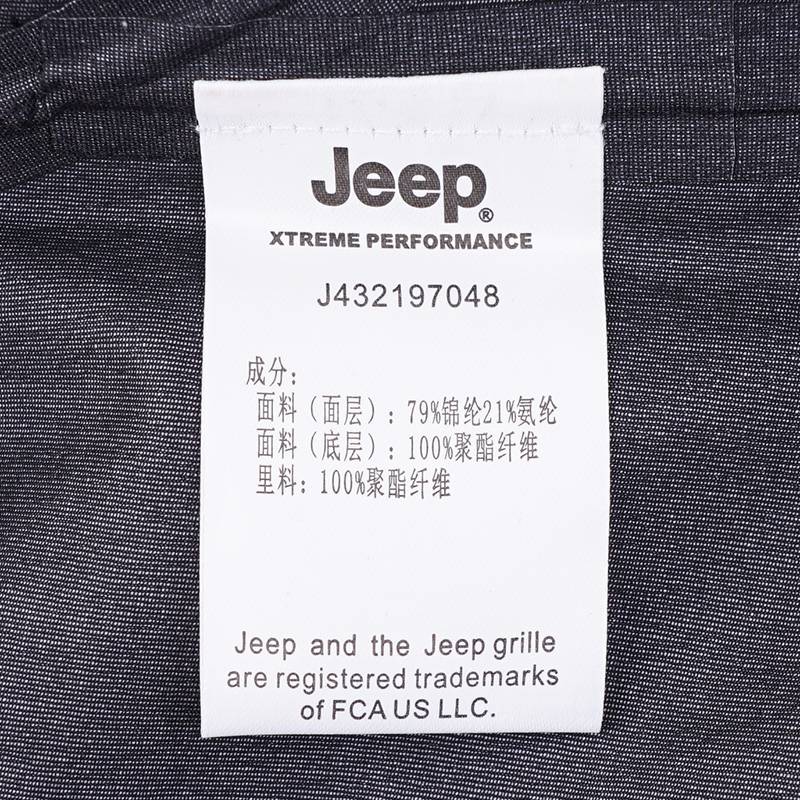 Jeep®
XTREME PERFORMANCE
J432197048
成分：
面料（面层）：79%锦纶21%氨纶
面料（底层）：100%聚酯纤维
里料：100%聚酯纤维
Jeep and the Jeep grille
are registered trademarks
of FCA US LLC.